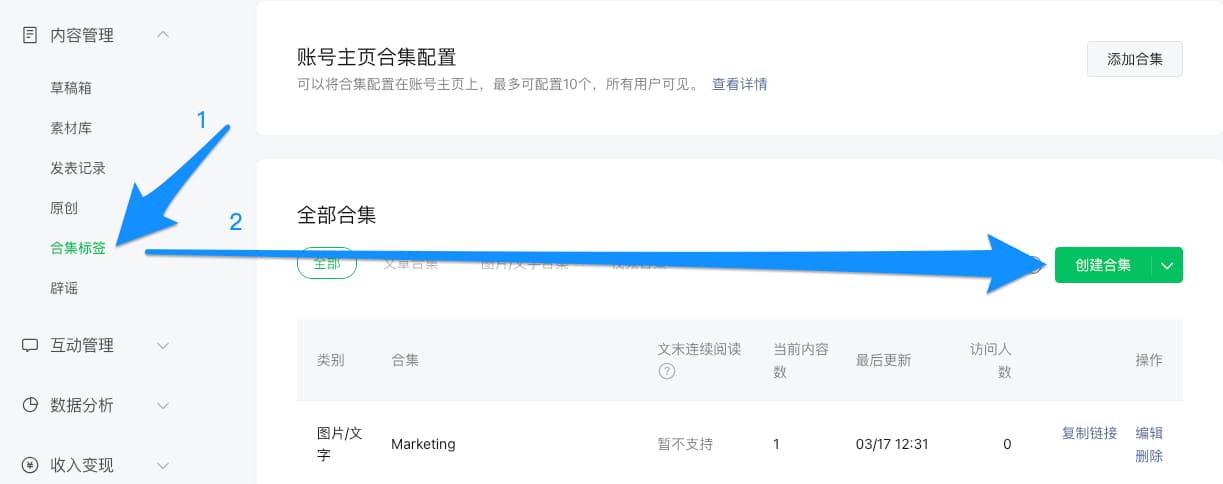 内容管理
草稿箱
素材库
发表记录
原创
合集标签
辟谣
互动管理
数据分析
收入变现
1
2
账号主页合集配置
可以将合集配置在账号主页上，最多可配置10个，所有用户可见。 查看详情
添加合集
全部合集
全部 文章合集 图片/文字合集
创建合集
类别 合集 文末连续阅读 ? 当前内容数 最后更新 访问人数 操作
图片/文字 Marketing 暂不支持 1 03/17 12:31 0 复制链接 编辑 删除